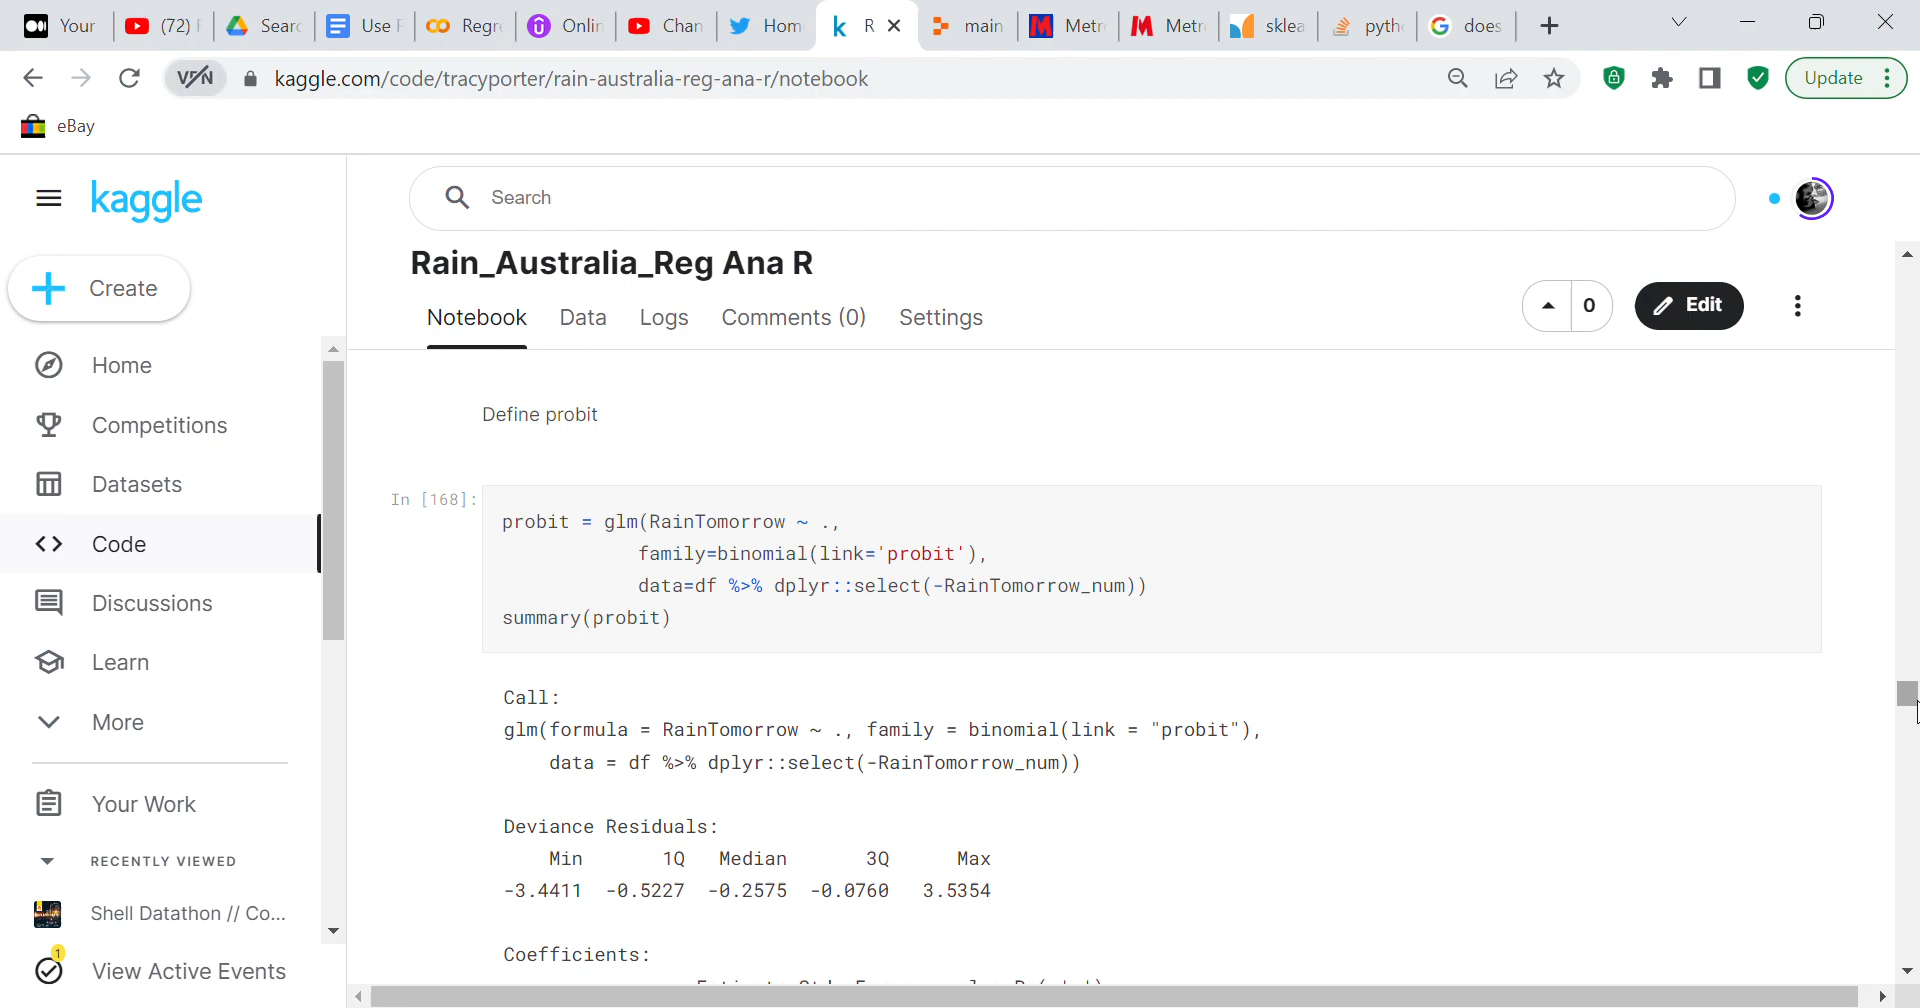 Your
(72)
Searc
Use F
Regre
Onlin
Chan
Hom
R
main
Metr
Metr
sklea
pytho
does
VPN
kaggle.com/code/tracyporter/rain-australia-reg-ana-r/notebook
Update
eBay
kaggle
Search
Create
Rain_Australia_Reg Ana R
Notebook Data Logs Comments (0) Settings
0
Edit
Home
Competitions
Datasets
Code
Discussions
Learn
More
Your Work
RECENTLY VIEWED
Shell Datathon // Co...
1
View Active Events
Define probit
In [168]:
probit = glm(RainTomorrow ~ .,
family=binomial(link='probit'),
data=df %>% dplyr::select(-RainTomorrow_num))
summary(probit)
Call:
glm(formula = RainTomorrow ~ ., family = binomial(link = "probit"),
data = df %>% dplyr::select(-RainTomorrow_num))
Deviance Residuals:
Min 1Q Median 3Q Max
-3.4411 -0.5227 -0.2575 -0.0760 3.5354
Coefficients: